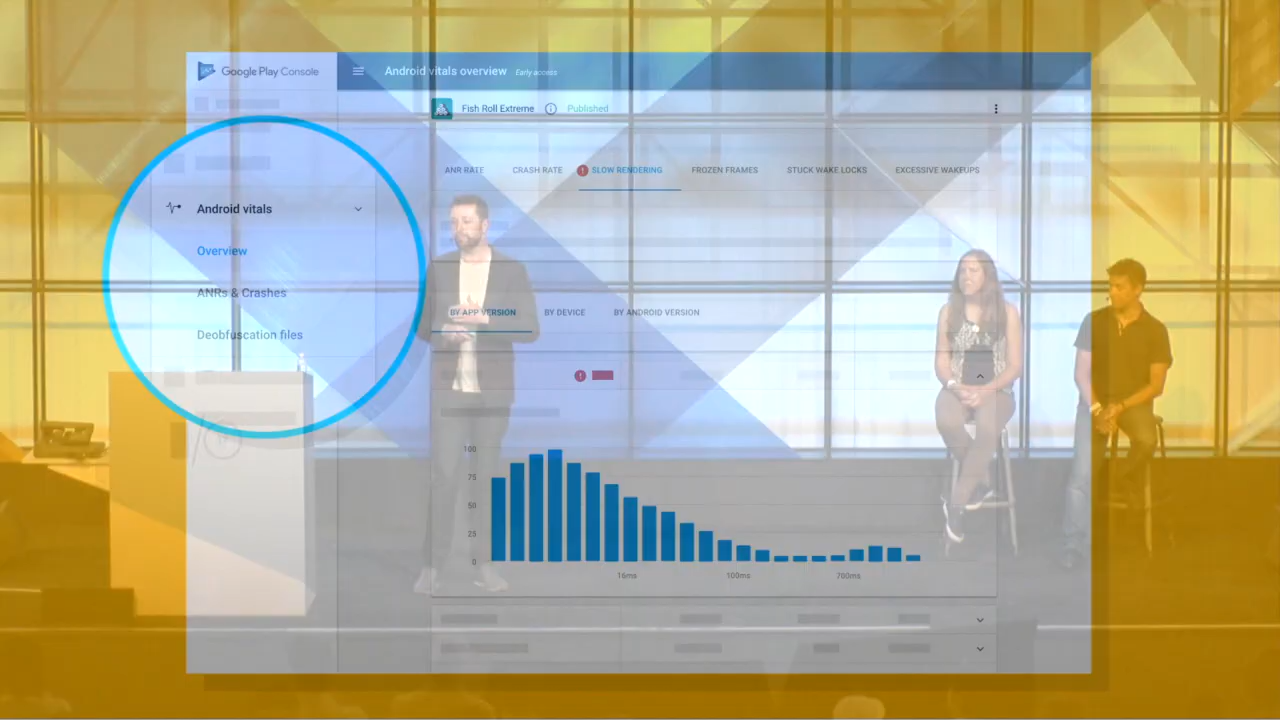 Google Play Console
Android vitals overview Early access
Fish Roll Extreme Published
ANR RATE CRASH RATE SLOW RENDERING FROZEN FRAMES STUCK WAKE LOCKS EXCESSIVE WAKEUPS
Android vitals
Overview
ANRs & Crashes
Deobfuscation files
BY APP VERSION BY DEVICE BY ANDROID VERSION
100
75
50
25
0
16ms 100ms 700ms